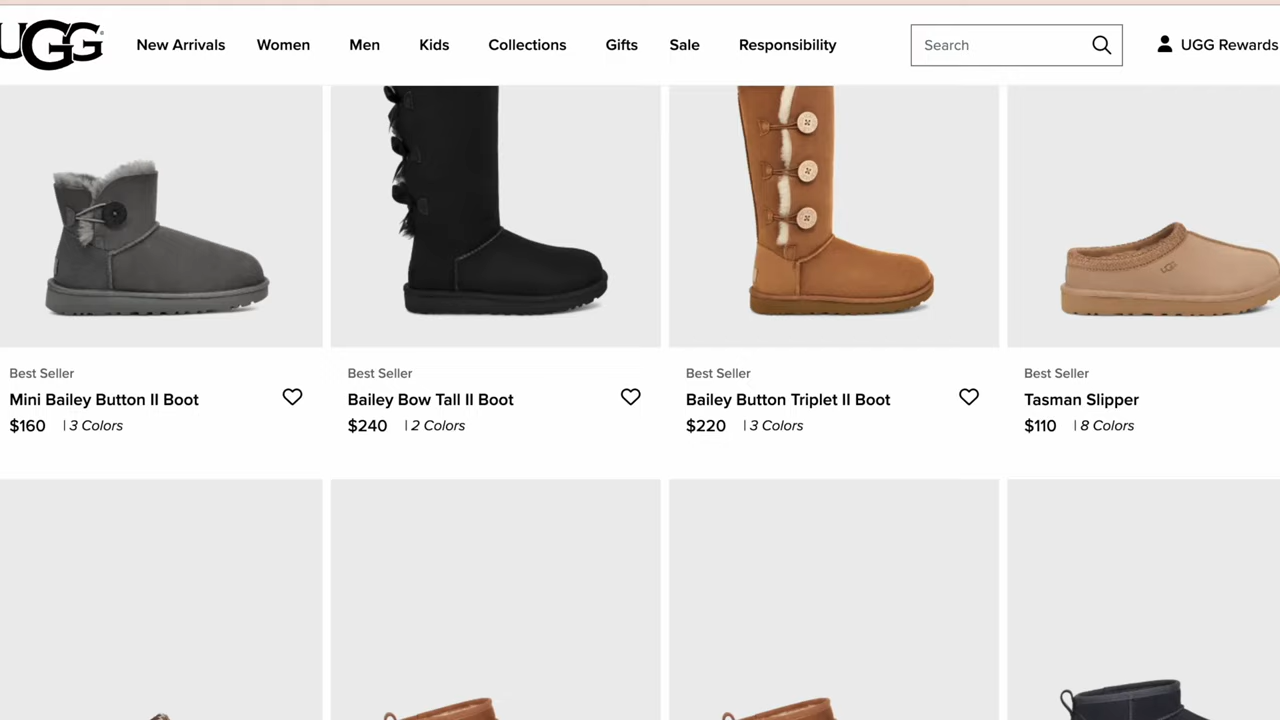 UGG
New Arrivals
Women
Men
Kids
Collections
Gifts
Sale
Responsibility
Search
UGG Rewards
UGG
Best Seller
Mini Bailey Button II Boot
$160 | 3 Colors
Best Seller
Bailey Bow Tall II Boot
$240 | 2 Colors
Best Seller
Bailey Button Triplet II Boot
$220 | 3 Colors
Best Seller
Tasman Slipper
$110 | 8 Colors